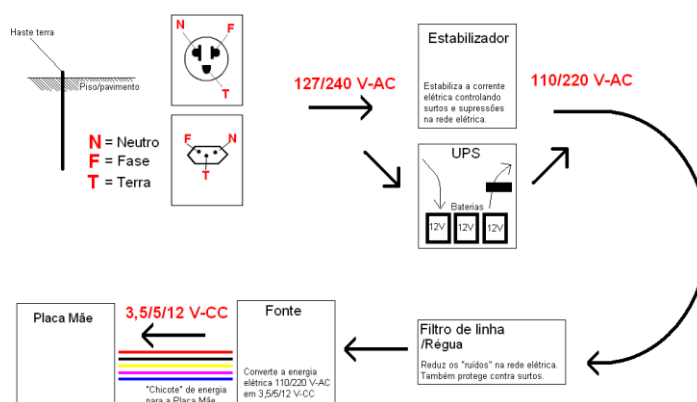 Haste terra
Piso/pavimento
N = Neutro
F = Fase
T = Terra
N
F
T
F
N
T
127/240 V-AC
Estabilizador
Estabiliza a corrente
elétrica controlando
surtos e supressões
na rede elétrica.
110/220 V-AC
UPS
Baterias
12V
12V
12V
Placa Mãe
3,5/5/12 V-CC
"Chicote" de energia
para a Placa Mãe
Fonte
Converte a energia
elétrica 110/220 V-AC
em 3,5/5/12 V-CC
Filtro de linha
/Régua
Reduz os "ruídos" na rede elétrica.
Também protege contra surtos.